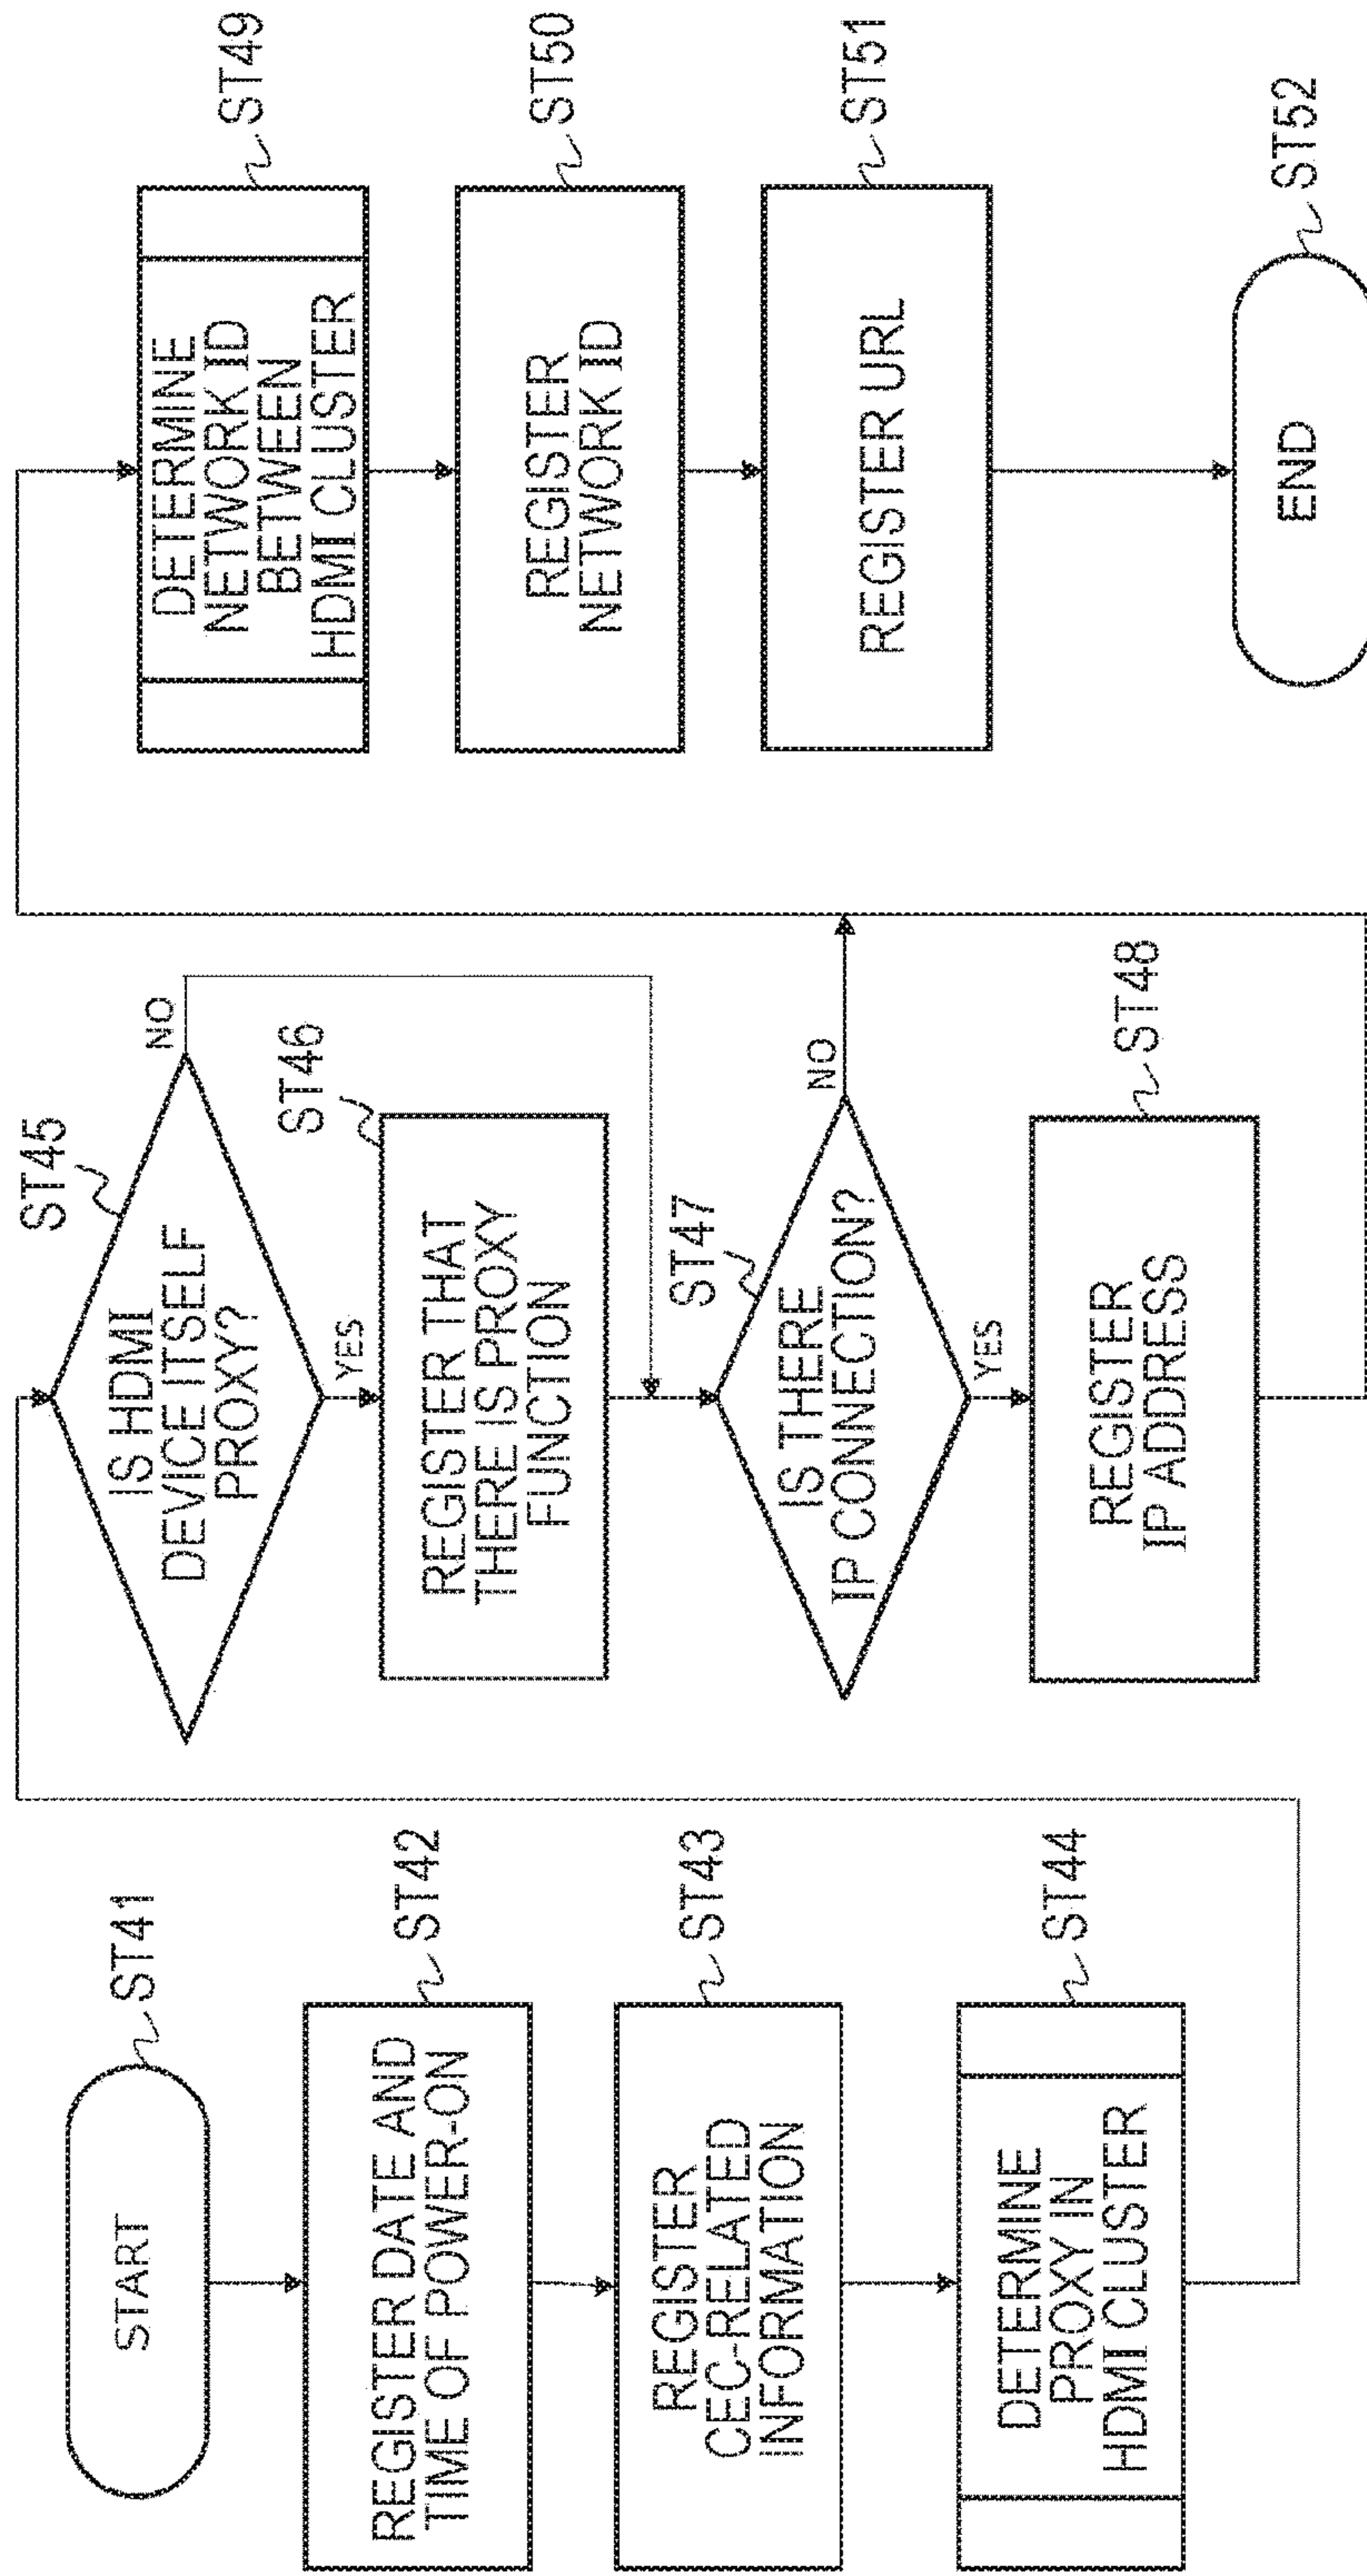 START
ST41
REGISTER DATE AND
TIME OF POWER-ON
ST42
REGISTER
CEC-RELATED
INFORMATION
ST43
DETERMINE
PROXY IN
HDMI CLUSTER
ST44
IS HDMI
DEVICE ITSELF
PROXY?
ST45
NO
YES
REGISTER THAT
THERE IS PROXY
FUNCTION
ST46
IS THERE
IP CONNECTION?
ST47
NO
YES
REGISTER
IP ADDRESS
ST48
DETERMINE
NETWORK ID
BETWEEN
HDMI CLUSTER
ST49
REGISTER
NETWORK ID
ST50
REGISTER URL
ST51
END
ST52